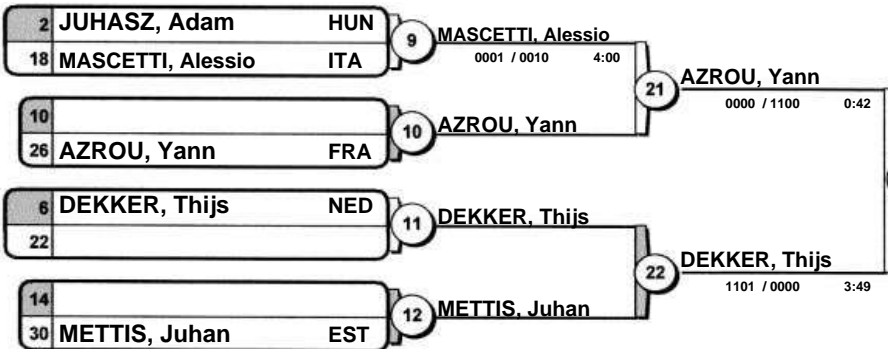 2 JUHASZ, Adam HUN
18 MASCETTI, Alessio ITA
9 MASCETTI, Alessio
0001 / 0010 4:00
10
26 AZROU, Yann FRA
10 AZROU, Yann
21 AZROU, Yann
0000 / 1100 0:42
6 DEKKER, Thijs NED
22
11 DEKKER, Thijs
14
30 METTIS, Juhan EST
12 METTIS, Juhan
22 DEKKER, Thijs
1101 / 0000 3:49